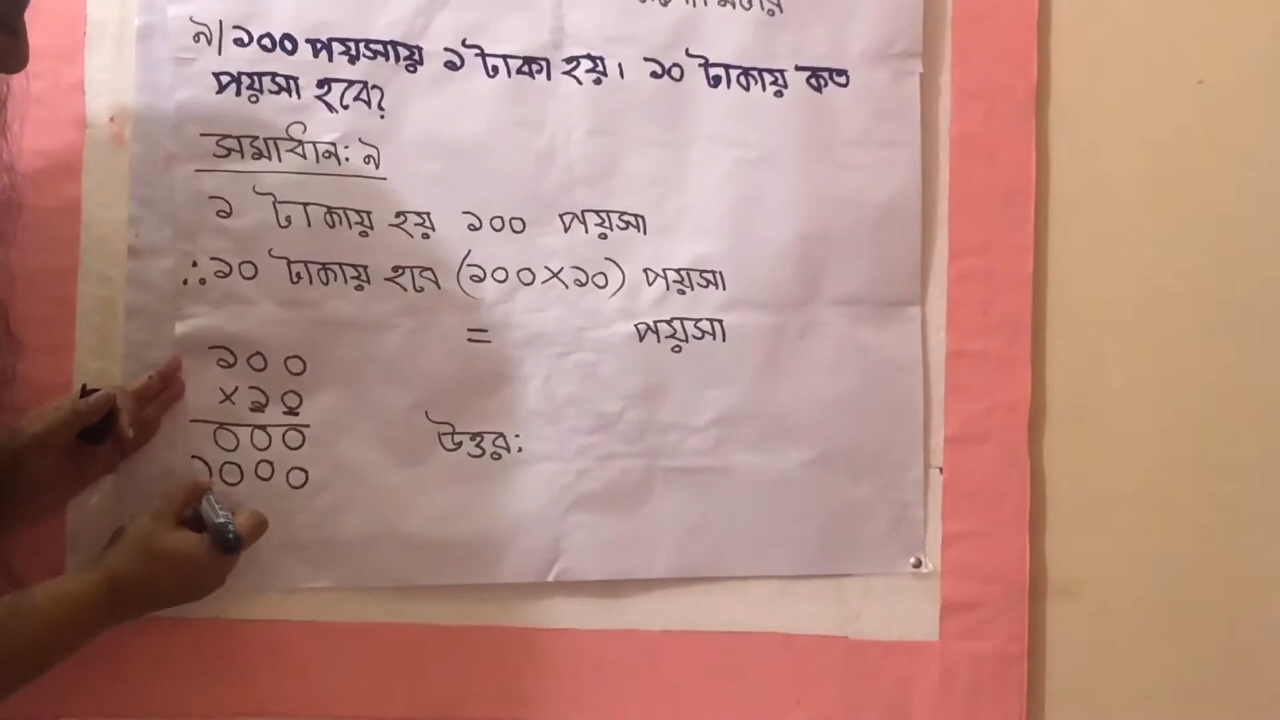 ৯| ১০০ পয়সায় ১ টাকা হয়। ১০ টাকায় কত
পয়সা হবে?
সমাধান: ৯
১ টাকায় হয় ১০০ পয়সা
∴ ১০ টাকায় হবে (১০০×১০) পয়সা
= পয়সা
১০০
×১০
০০০
১০০০
উত্তর: